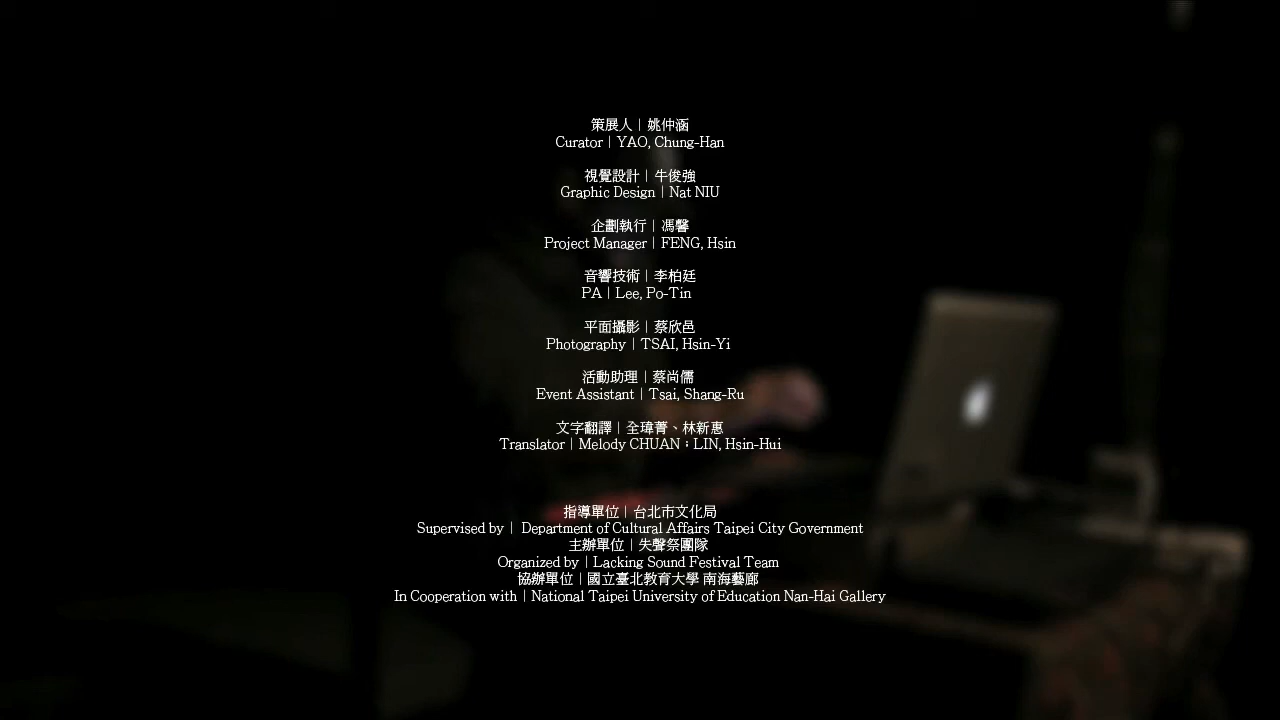 策展人｜姚仲涵
Curator｜YAO, Chung-Han
視覺設計｜牛俊強
Graphic Design｜Nat NIU
企劃執行｜馮馨
Project Manager｜FENG, Hsin
音響技術｜李柏廷
PA｜Lee, Po-Tin
平面攝影｜蔡欣邑
Photography｜TSAI, Hsin-Yi
活動助理｜蔡尚儒
Event Assistant｜Tsai, Shang-Ru
文字翻譯｜全瑋菁、林新惠
Translator｜Melody CHUAN；LIN, Hsin-Hui
指導單位｜台北市文化局
Supervised by｜ Department of Cultural Affairs Taipei City Government
主辦單位｜失聲祭團隊
Organized by｜Lacking Sound Festival Team
協辦單位｜國立臺北教育大學 南海藝廊
In Cooperation with｜National Taipei University of Education Nan-Hai Gallery